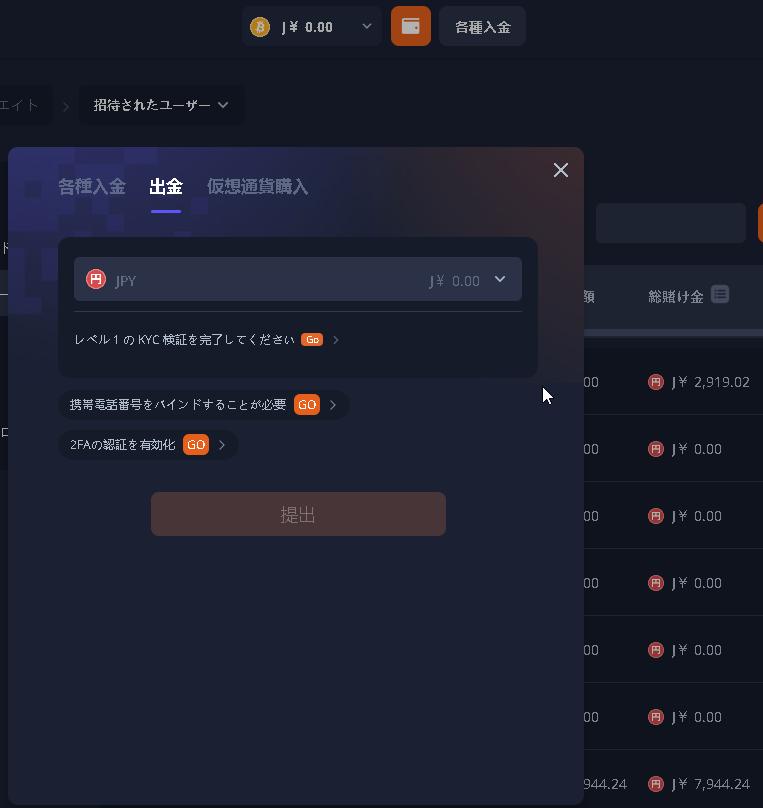 J¥ 0.00
各種入金
エイト
招待されたユーザー
各種入金 出金 仮想通貨購入
円 JPY J¥ 0.00
レベル 1 の KYC 検証を完了してください Go
携帯電話番号をバインドすることが必要 GO
2FAの認証を有効化 GO
提出
ド
額 総賭け金
00 円 J¥ 2,919.02
ロ
00 円 J¥ 0.00
00 円 J¥ 0.00
00 円 J¥ 0.00
00 円 J¥ 0.00
00 円 J¥ 0.00
944.24 円 J¥ 7,944.24